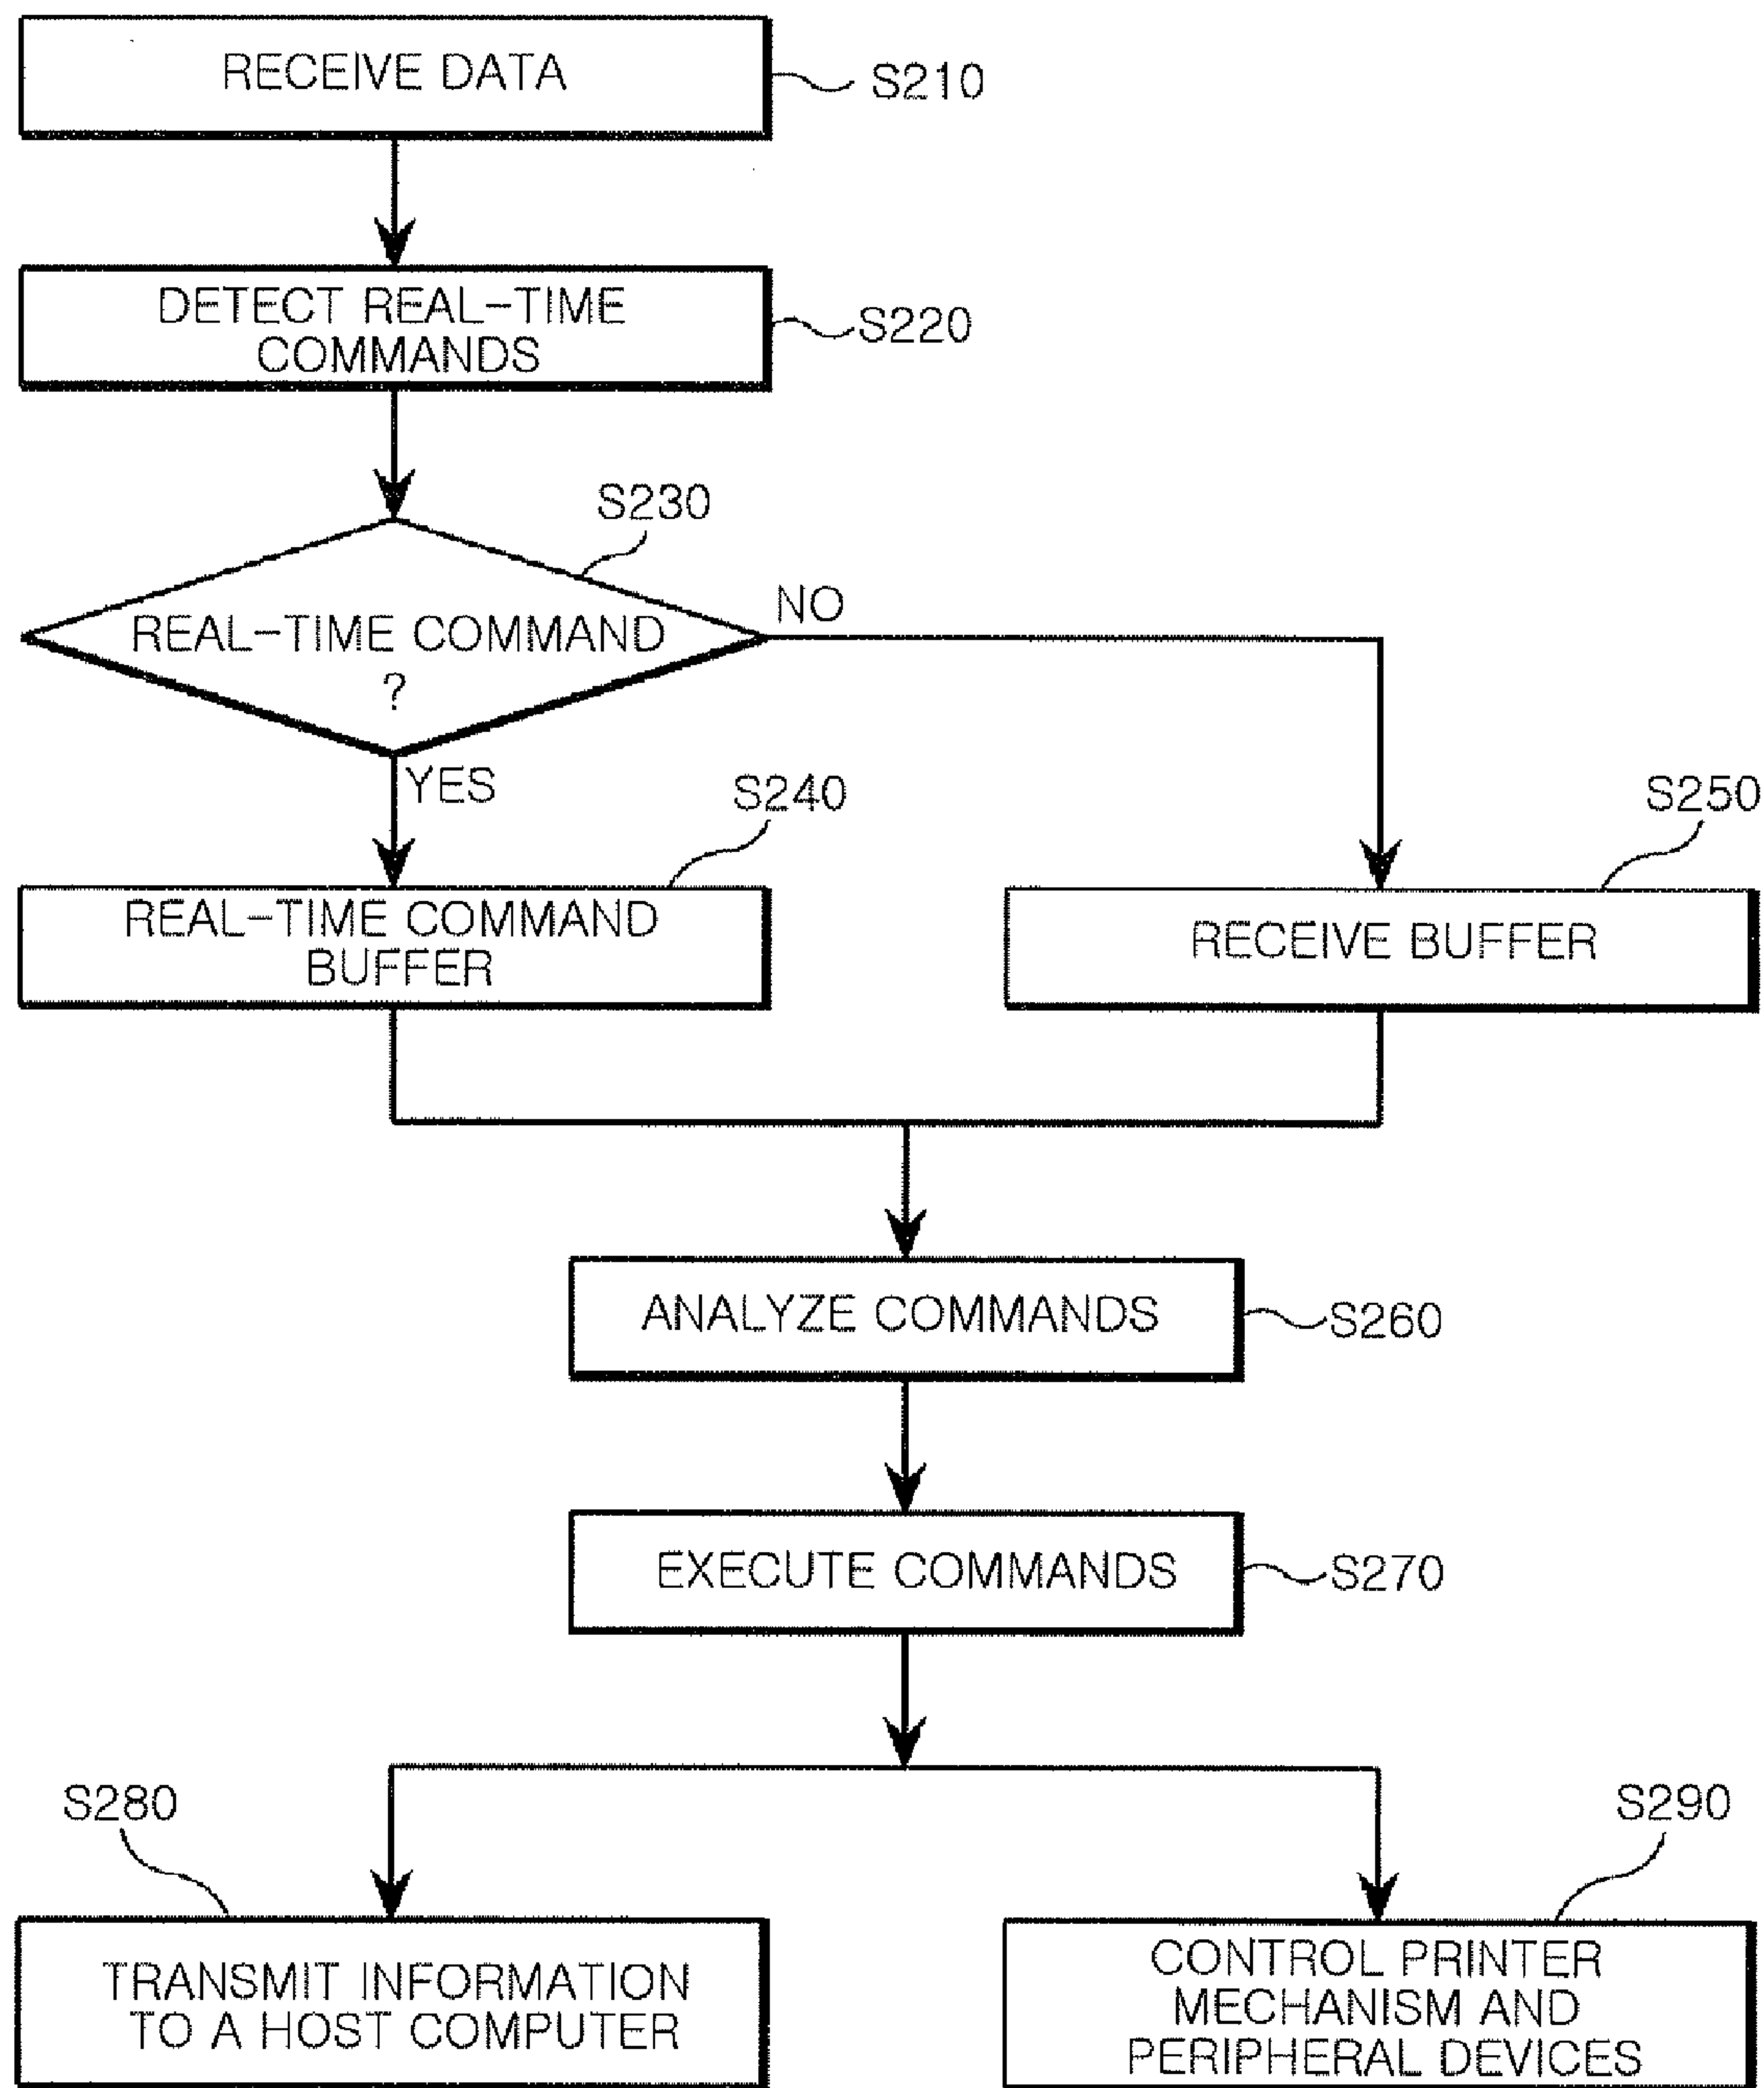 RECEIVE DATA
S210
DETECT REAL-TIME
COMMANDS
S220
S230
REAL-TIME COMMAND
?
NO
YES
S240
S250
REAL-TIME COMMAND
BUFFER
RECEIVE BUFFER
ANALYZE COMMANDS
S260
EXECUTE COMMANDS
S270
S280
S290
TRANSMIT INFORMATION
TO A HOST COMPUTER
CONTROL PRINTER
MECHANISM AND
PERIPHERAL DEVICES